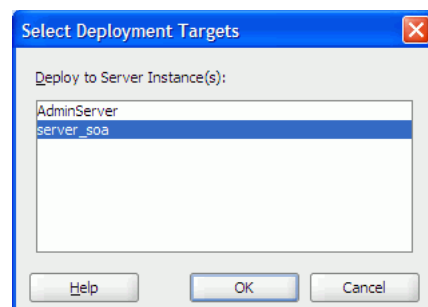 Select Deployment Targets
Deploy to Server Instance(s):
AdminServer
server_soa
Help OK Cancel